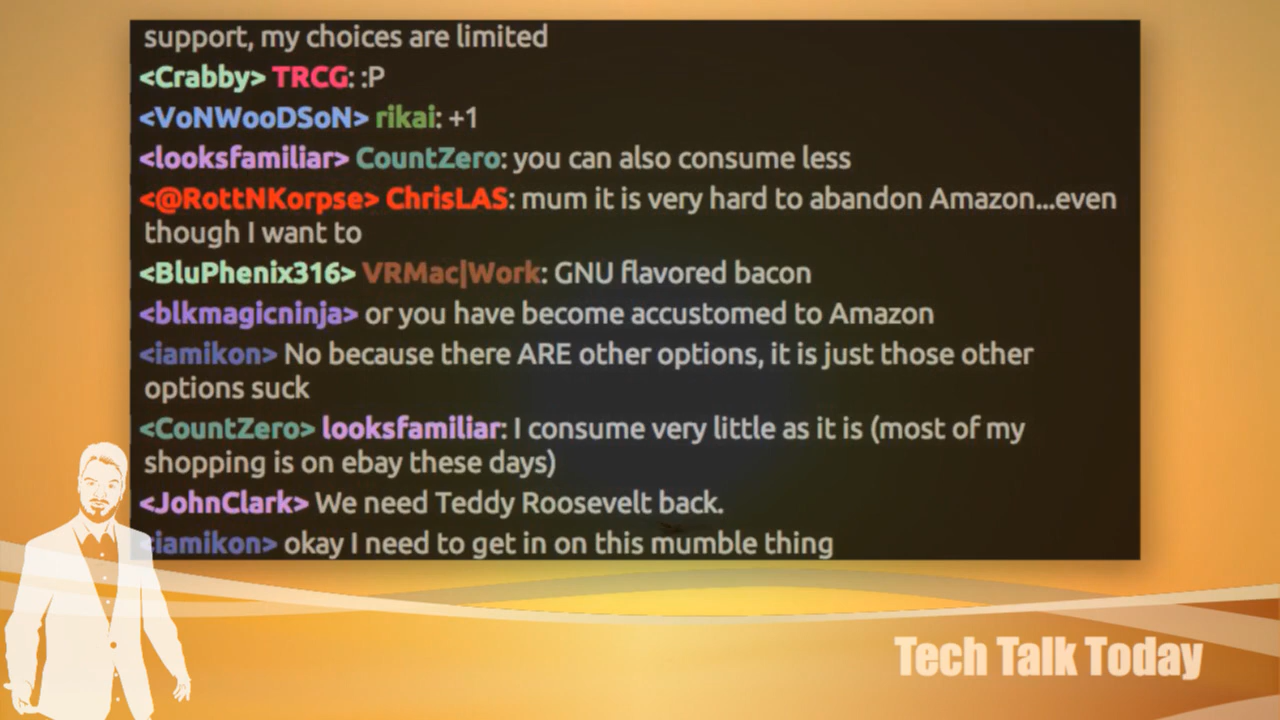 support, my choices are limited
<Crabby> TRCG: :P
<VoNWooDSoN> rikai: +1
<looksfamiliar> CountZero: you can also consume less
<@RottNKorpse> ChrisLAS: mum it is very hard to abandon Amazon...even
though I want to
<BluPhenix316> VRMac|Work: GNU flavored bacon
<blkmagicninja> or you have become accustomed to Amazon
<iamikon> No because there ARE other options, it is just those other
options suck
<CountZero> looksfamiliar: I consume very little as it is (most of my
shopping is on ebay these days)
<JohnClark> We need Teddy Roosevelt back.
<iamikon> okay I need to get in on this mumble thing
Tech Talk Today